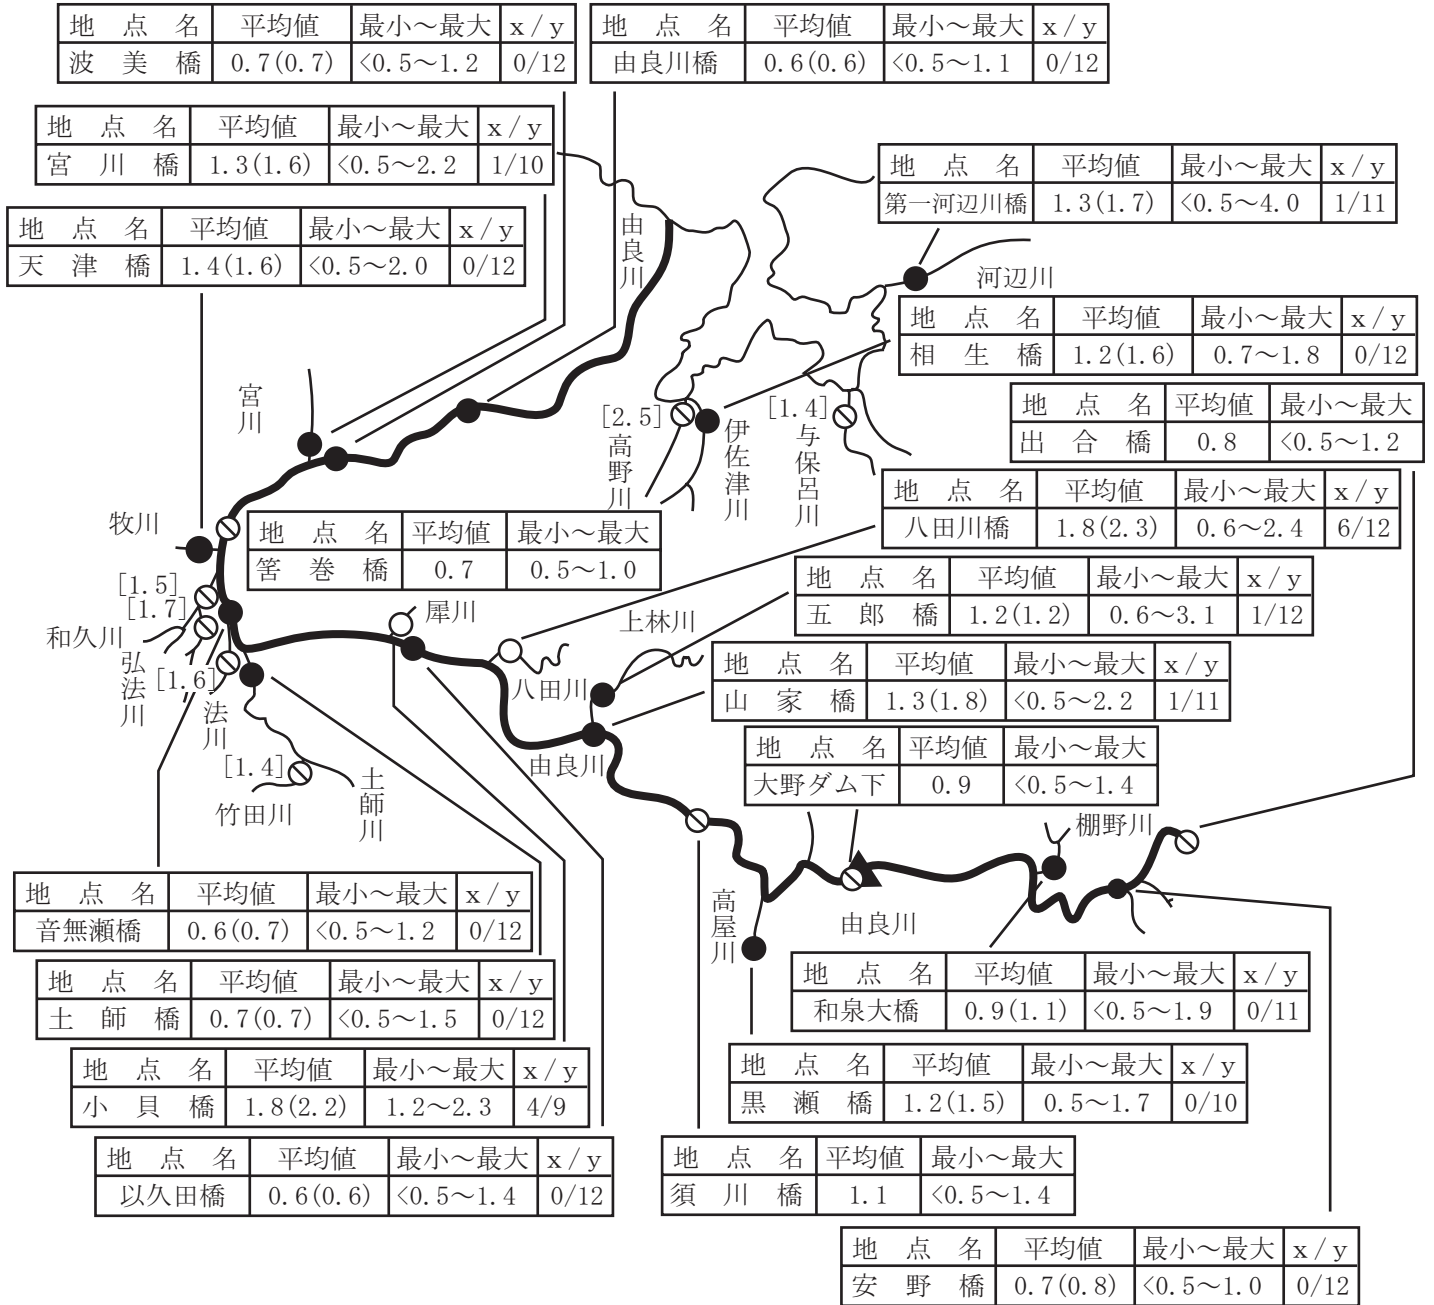 地点名 平均値 最小～最大 x/y
波美橋 0.7(0.7) <0.5～1.2 0/12
地点名 平均値 最小～最大 x/y
由良川橋 0.6(0.6) <0.5～1.1 0/12
地点名 平均値 最小～最大 x/y
宮川橋 1.3(1.6) <0.5～2.2 1/10
地点名 平均値 最小～最大 x/y
第一河辺川橋 1.3(1.7) <0.5～4.0 1/11
地点名 平均値 最小～最大 x/y
天津橋 1.4(1.6) <0.5～2.0 0/12
由良川
河辺川
地点名 平均値 最小～最大 x/y
相生橋 1.2(1.6) 0.7～1.8 0/12
宮川
[2.5]
高野川
伊佐津川
[1.4]
与保呂川
地点名 平均値 最小～最大
出合橋 0.8 <0.5～1.2
地点名 平均値 最小～最大 x/y
八田川橋 1.8(2.3) 0.6～2.4 6/12
牧川
地点名 平均値 最小～最大
筈巻橋 0.7 0.5～1.0
[1.5]
[1.7]
和久川
弘法川
[1.6]
法川
犀川
上林川
八田川
地点名 平均値 最小～最大 x/y
五郎橋 1.2(1.2) 0.6～3.1 1/12
地点名 平均値 最小～最大 x/y
山家橋 1.3(1.8) <0.5～2.2 1/11
由良川
[1.4]
竹田川
土師川
地点名 平均値 最小～最大
大野ダム下 0.9 <0.5～1.4
棚野川
高屋川
由良川
地点名 平均値 最小～最大 x/y
音無瀬橋 0.6(0.7) <0.5～1.2 0/12
地点名 平均値 最小～最大 x/y
土師橋 0.7(0.7) <0.5～1.5 0/12
地点名 平均値 最小～最大 x/y
和泉大橋 0.9(1.1) <0.5～1.9 0/11
地点名 平均値 最小～最大 x/y
小貝橋 1.8(2.2) 1.2～2.3 4/9
地点名 平均値 最小～最大 x/y
黒瀬橋 1.2(1.5) 0.5～1.7 0/10
地点名 平均値 最小～最大 x/y
以久田橋 0.6(0.6) <0.5～1.4 0/12
地点名 平均値 最小～最大
須川橋 1.1 <0.5～1.4
地点名 平均値 最小～最大 x/y
安野橋 0.7(0.8) <0.5～1.0 0/12